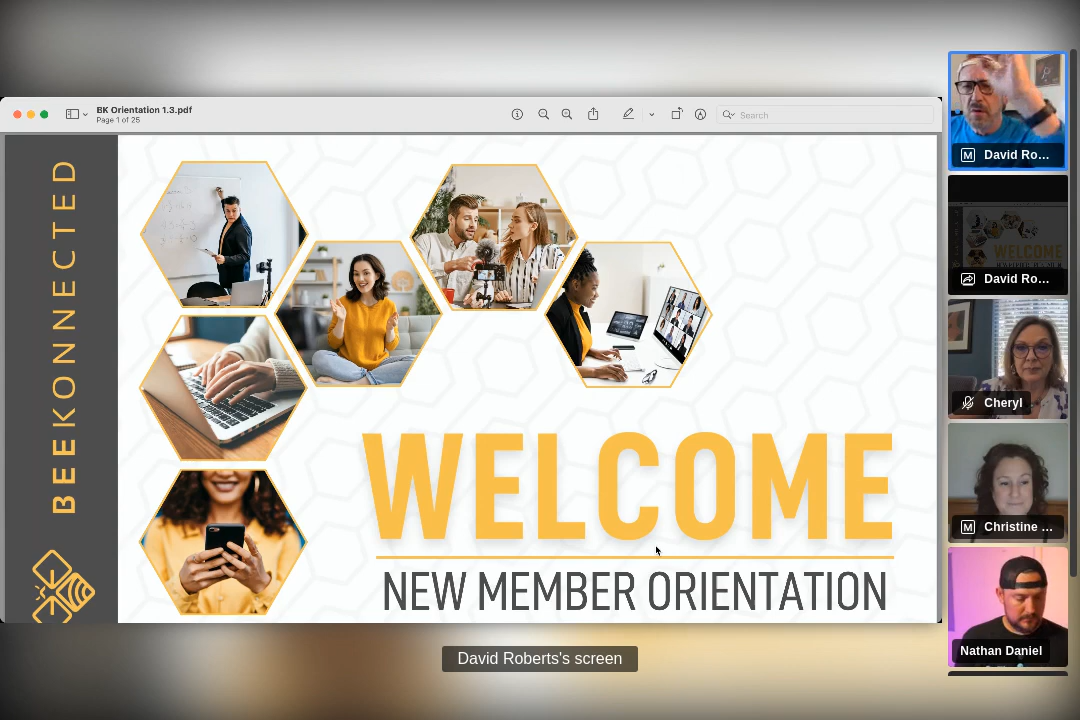 BK Orientation 1.3.pdf
Page 1 of 25
Search
BEEKONNECTED
WELCOME
NEW MEMBER ORIENTATION
David Roberts's screen
David Ro...
WELCOME
David Ro...
Cheryl
Christine ...
Nathan Daniel